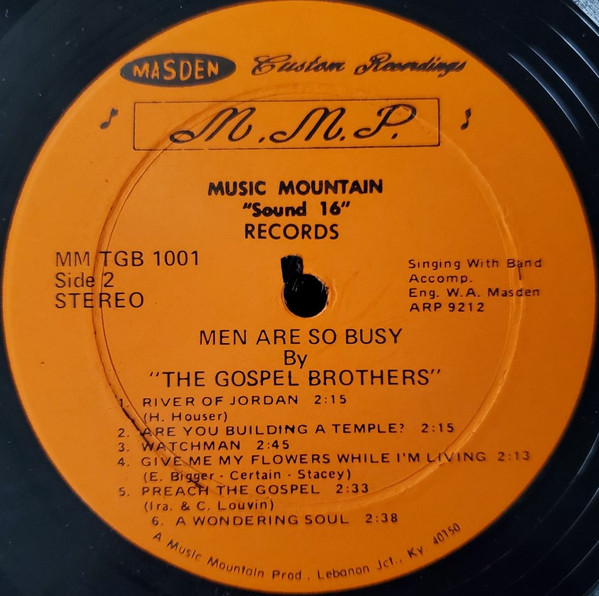 MASDEN Custom Recordings
M.M.P.
MUSIC MOUNTAIN
"Sound 16"
RECORDS
MM TGB 1001
Side 2
STEREO
Singing With Band
Accomp.
Eng. W.A. Masden
ARP 9212
MEN ARE SO BUSY
By
"THE GOSPEL BROTHERS"
1. RIVER OF JORDAN 2:15
(H. Houser)
2. ARE YOU BUILDING A TEMPLE? 2:15
3. WATCHMAN 2:45
4. GIVE ME MY FLOWERS WHILE I'M LIVING 2:13
(E. Bigger - Certain - Stacey)
5. PREACH THE GOSPEL 2:33
(Ira. & C. Louvin)
6. A WONDERING SOUL 2:38
A Music Mountain Prod., Lebanon Jct., Ky 40150